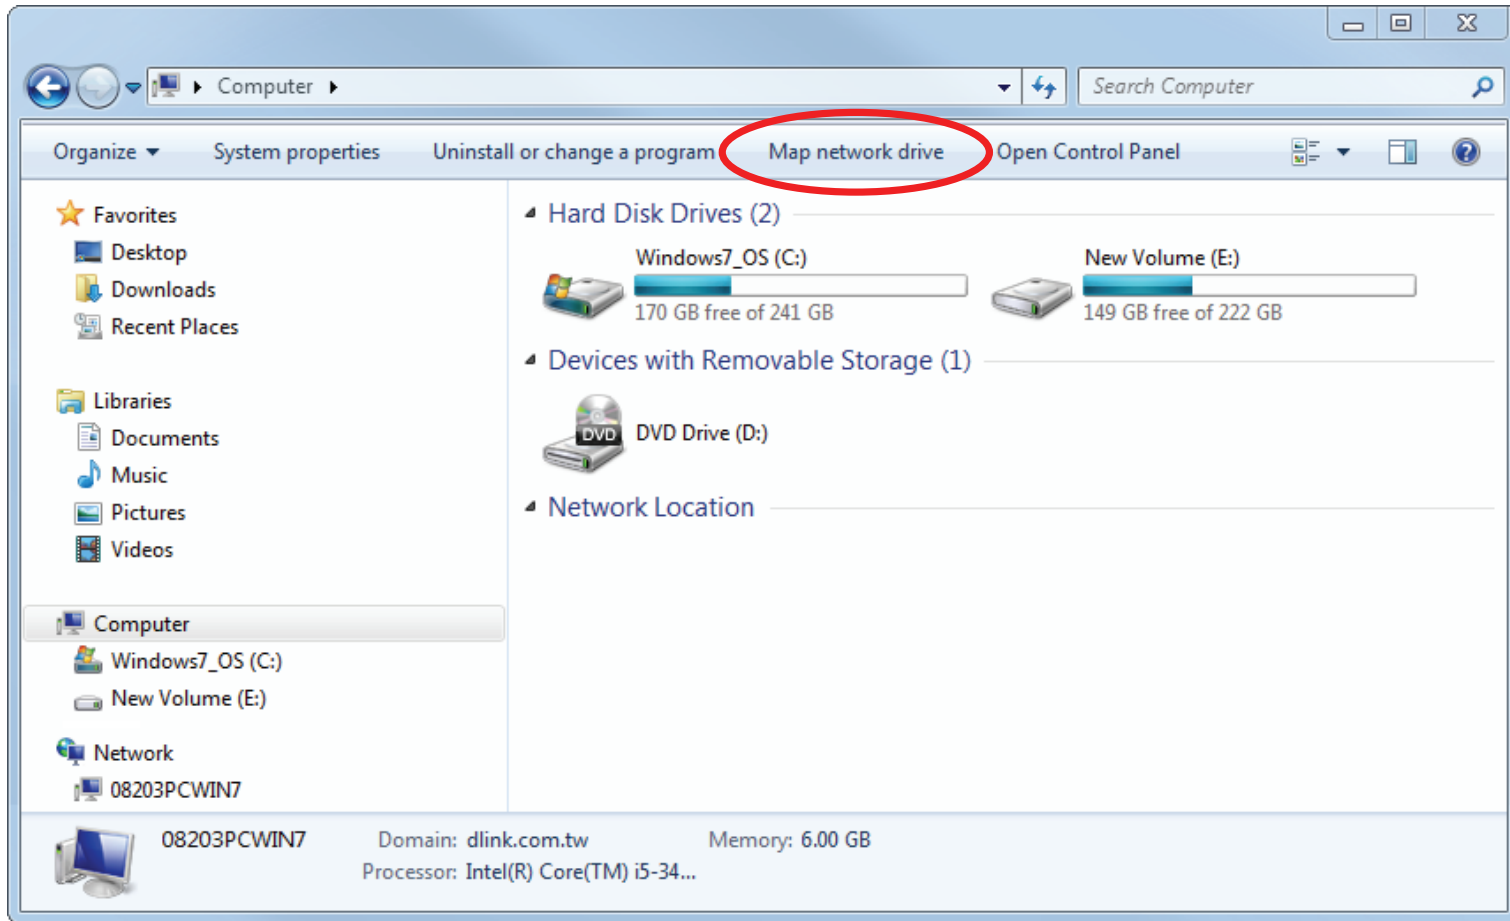 Computer
Search Computer
Organize System properties Uninstall or change a program Map network drive Open Control Panel
Favorites
Desktop
Downloads
Recent Places
Libraries
Documents
Music
Pictures
Videos
Computer
Windows7_OS (C:)
New Volume (E:)
Network
08203PCWIN7
Hard Disk Drives (2)
Windows7_OS (C:)
170 GB free of 241 GB
New Volume (E:)
149 GB free of 222 GB
Devices with Removable Storage (1)
DVD
DVD Drive (D:)
Network Location
08203PCWIN7 Domain: dlink.com.tw Memory: 6.00 GB
Processor: Intel(R) Core(TM) i5-34...